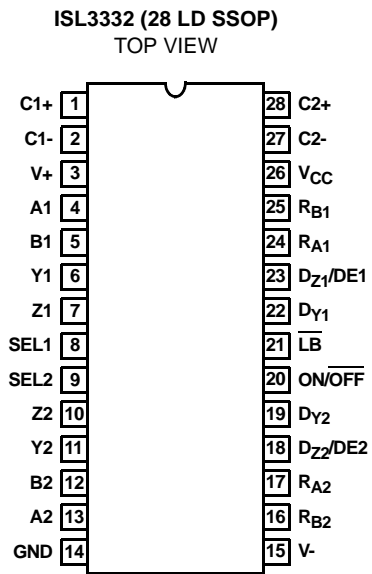 ISL3332 (28 LD SSOP)
TOP VIEW
C1+ 1 28 C2+
C1- 2 27 C2-
V+ 3 26 VCC
A1 4 25 RB1
B1 5 24 RA1
Y1 6 23 DZ1/DE1
Z1 7 22 DY1
SEL1 8 21 L̅B̅
SEL2 9 20 ON/O̅F̅F̅
Z2 10 19 DY2
Y2 11 18 DZ2/DE2
B2 12 17 RA2
A2 13 16 RB2
GND 14 15 V-